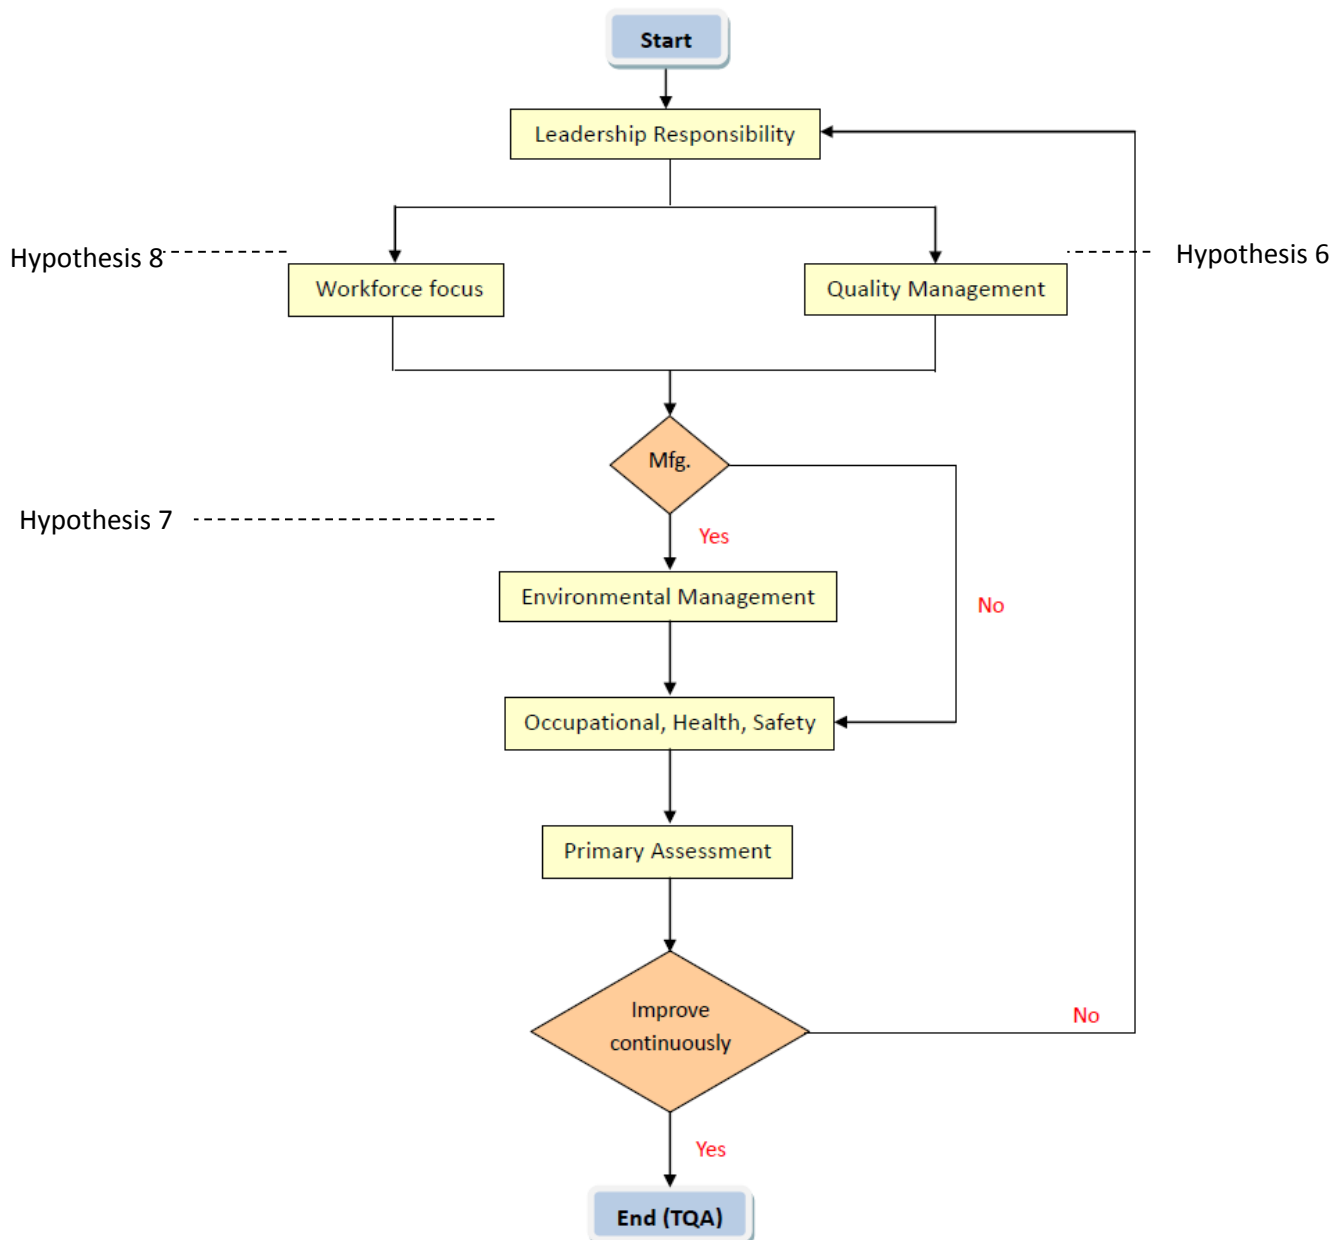 Start
Leadership Responsibility
Hypothesis 8
Hypothesis 6
Workforce focus
Quality Management
Mfg.
Hypothesis 7
Yes
Environmental Management
No
Occupational, Health, Safety
Primary Assessment
Improve
continuously
No
Yes
End (TQA)